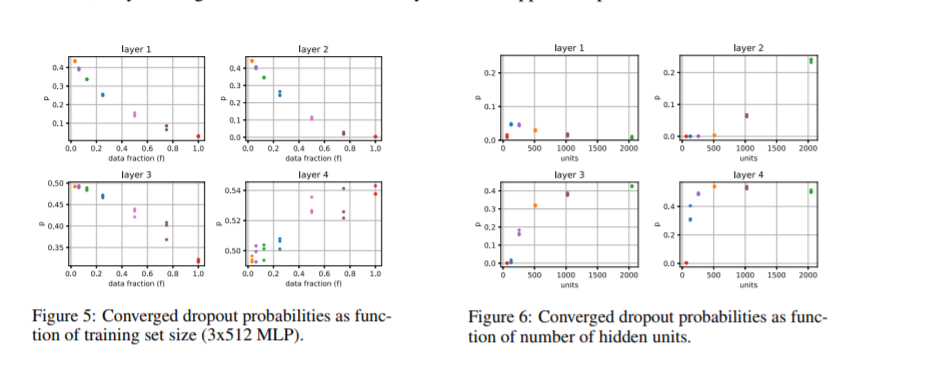 layer 1
0.4
0.3
0.2
0.1
p
0.0 0.2 0.4 0.6 0.8 1.0
data fraction (f)
layer 2
0.4
0.3
0.2
0.1
0.0
p
0.0 0.2 0.4 0.6 0.8 1.0
data fraction (f)
layer 3
0.50
0.45
0.40
0.35
p
0.0 0.2 0.4 0.6 0.8 1.0
data fraction (f)
layer 4
0.54
0.52
0.50
p
0.0 0.2 0.4 0.6 0.8 1.0
data fraction (f)
Figure 5: Converged dropout probabilities as func-
tion of training set size (3x512 MLP).
layer 1
0.2
0.1
0.0
p
0 500 1000 1500 2000
units
layer 2
0.2
0.1
0.0
p
0 500 1000 1500 2000
units
layer 3
0.4
0.3
0.2
0.1
0.0
p
0 500 1000 1500 2000
units
layer 4
0.4
0.2
0.0
p
0 500 1000 1500 2000
units
Figure 6: Converged dropout probabilities as func-
tion of number of hidden units.